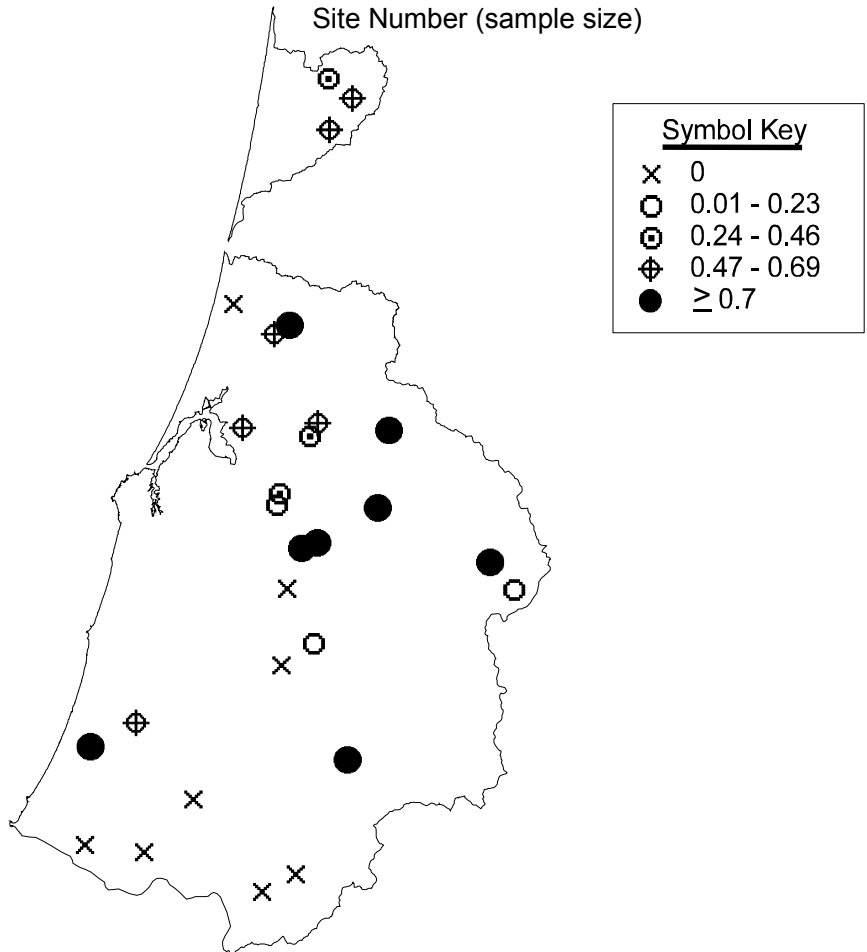 Site Number (sample size)
Symbol Key
0
0.01 - 0.23
0.24 - 0.46
0.47 - 0.69
≥ 0.7